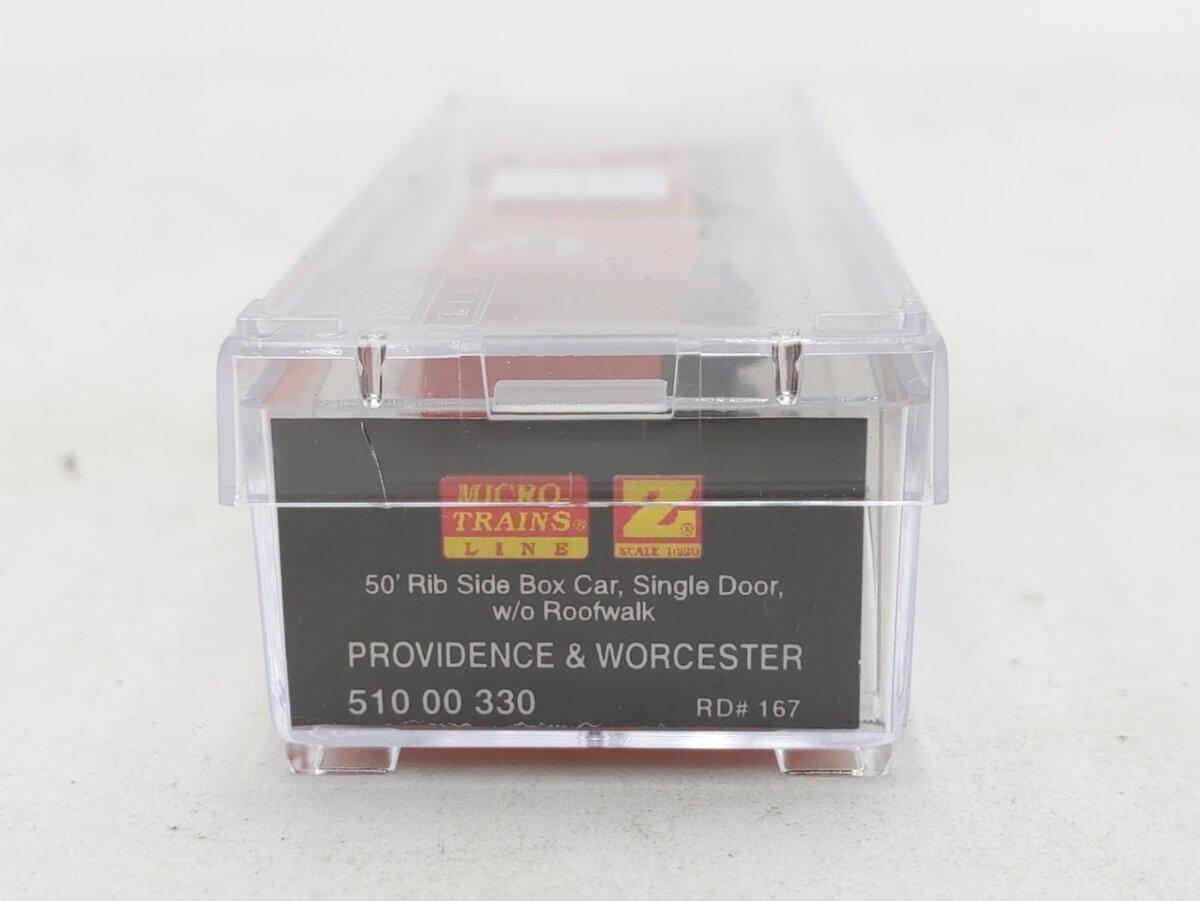 MICRO-
TRAINS®
LINE
Z®
SCALE 1:220
50' Rib Side Box Car, Single Door,
w/o Roofwalk
PROVIDENCE & WORCESTER
510 00 330
RD# 167